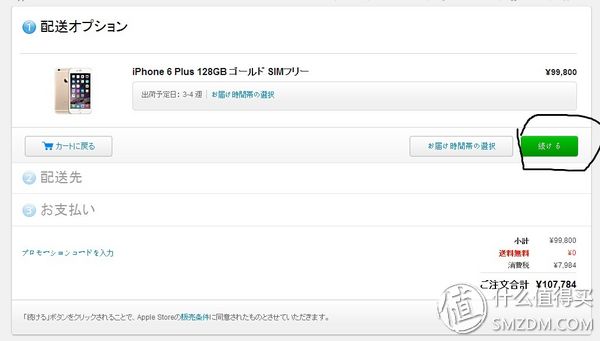 1 配送オプション
iPhone 6 Plus 128GB ゴールド SIMフリー ¥99,800
出荷予定日: 3-4 週 | お届け時間帯の選択
カートに戻る お届け時間帯の選択 続ける
2 配送先
3 お支払い
プロモーションコードを入力
小計 ¥99,800
送料無料 ¥0
消費税 ¥7,984
ご注文合計 ¥107,784
「続ける」ボタンをクリックされることで、Apple Storeの販売条件に同意されたものとさせていただきます。
值 什么值得买
SMZDM.COM